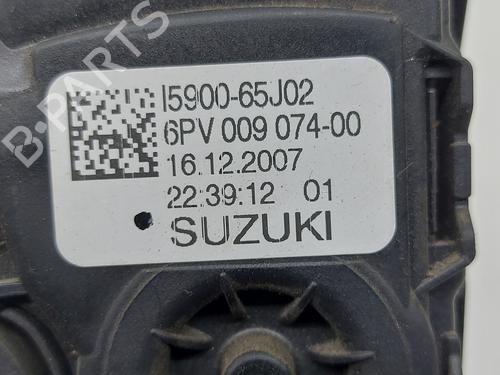 B-PARTS
I5900-65J02
6PV 009 074-00
16.12.2007
22:39:12 01
SUZUKI